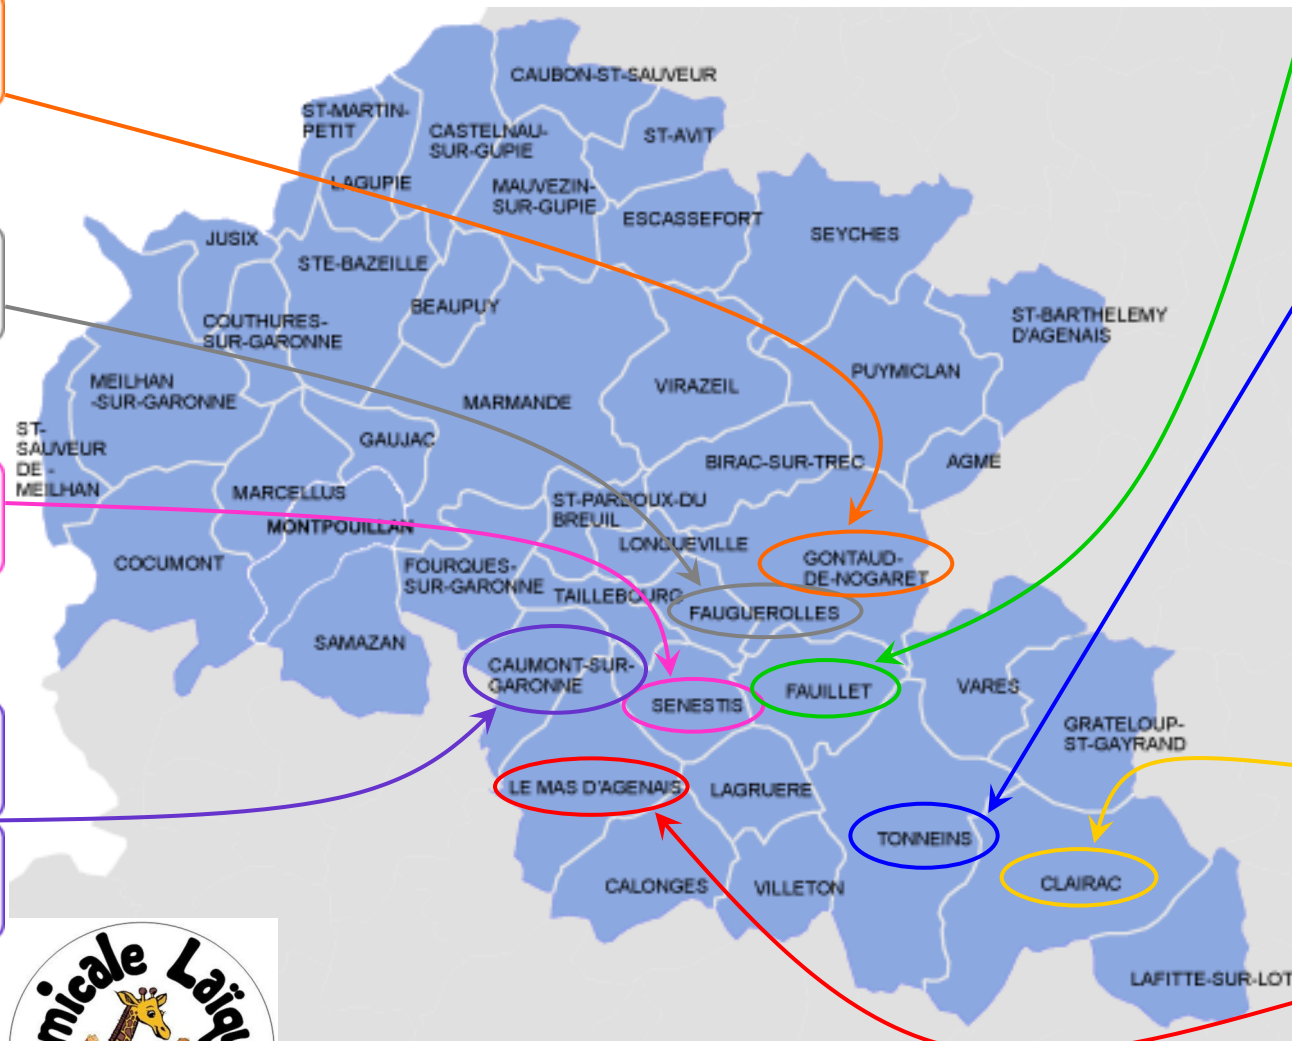 CAUBON-ST-SAUVEUR
ST-MARTIN-
PETIT
CASTELNAU-
SUR-GUPIE
ST-AVIT
LAGUPIE
MAUVEZIN-
SUR-GUPIE
ESCASSEFORT
SEYCHES
JUSIX
STE-BAZEILLE
BEAUPUY
COUTHURES-
SUR-GARONNE
ST-BARTHELEMY
D'AGENAIS
MEILHAN
-SUR-GARONNE
MARMANDE
VIRAZEIL
PUYMICLAN
ST-
SAUVEUR
DE -
MEILHAN
GAUJAC
BIRAC-SUR-TREC
AGME
MARCELLUS
MONTPOUILLAN
ST-PARDOUX-DU
BREUIL
LONGUEVILLE
COCUMONT
FOURQUES-
SUR-GARONNE
TAILLEBOURG
GONTAUD-
DE-NOGARET
FAUGUEROLLES
SAMAZAN
CAUMONT-SUR-
GARONNE
SENESTIS
FAUILLET
VARES
GRATELOUP-
ST-GAYRAND
LE MAS D'AGENAIS
LAGRUERE
TONNEINS
CLAIRAC
CALONGES
VILLETON
LAFITTE-SUR-LOT
micale Laïqu